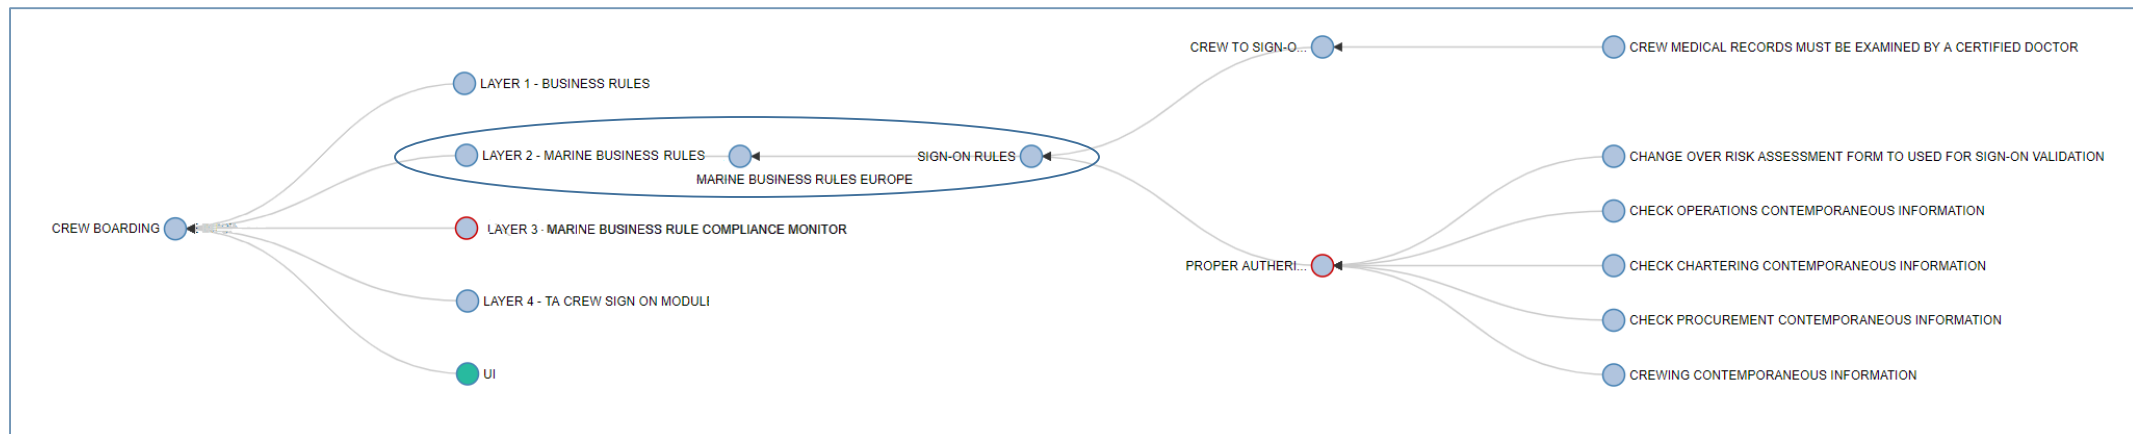 CREW BOARDING
LAYER 1 - BUSINESS RULES
LAYER 2 - MARINE BUSINESS RULES
MARINE BUSINESS RULES EUROPE
SIGN-ON RULES
LAYER 3 - MARINE BUSINESS RULE COMPLIANCE MONITOR
LAYER 4 - TA CREW SIGN ON MODUL
UI
CREW TO SIGN-O...
PROPER AUTHERI...
CREW MEDICAL RECORDS MUST BE EXAMINED BY A CERTIFIED DOCTOR
CHANGE OVER RISK ASSESSMENT FORM TO USED FOR SIGN-ON VALIDATION
CHECK OPERATIONS CONTEMPORANEOUS INFORMATION
CHECK CHARTERING CONTEMPORANEOUS INFORMATION
CHECK PROCUREMENT CONTEMPORANEOUS INFORMATION
CREWING CONTEMPORANEOUS INFORMATION